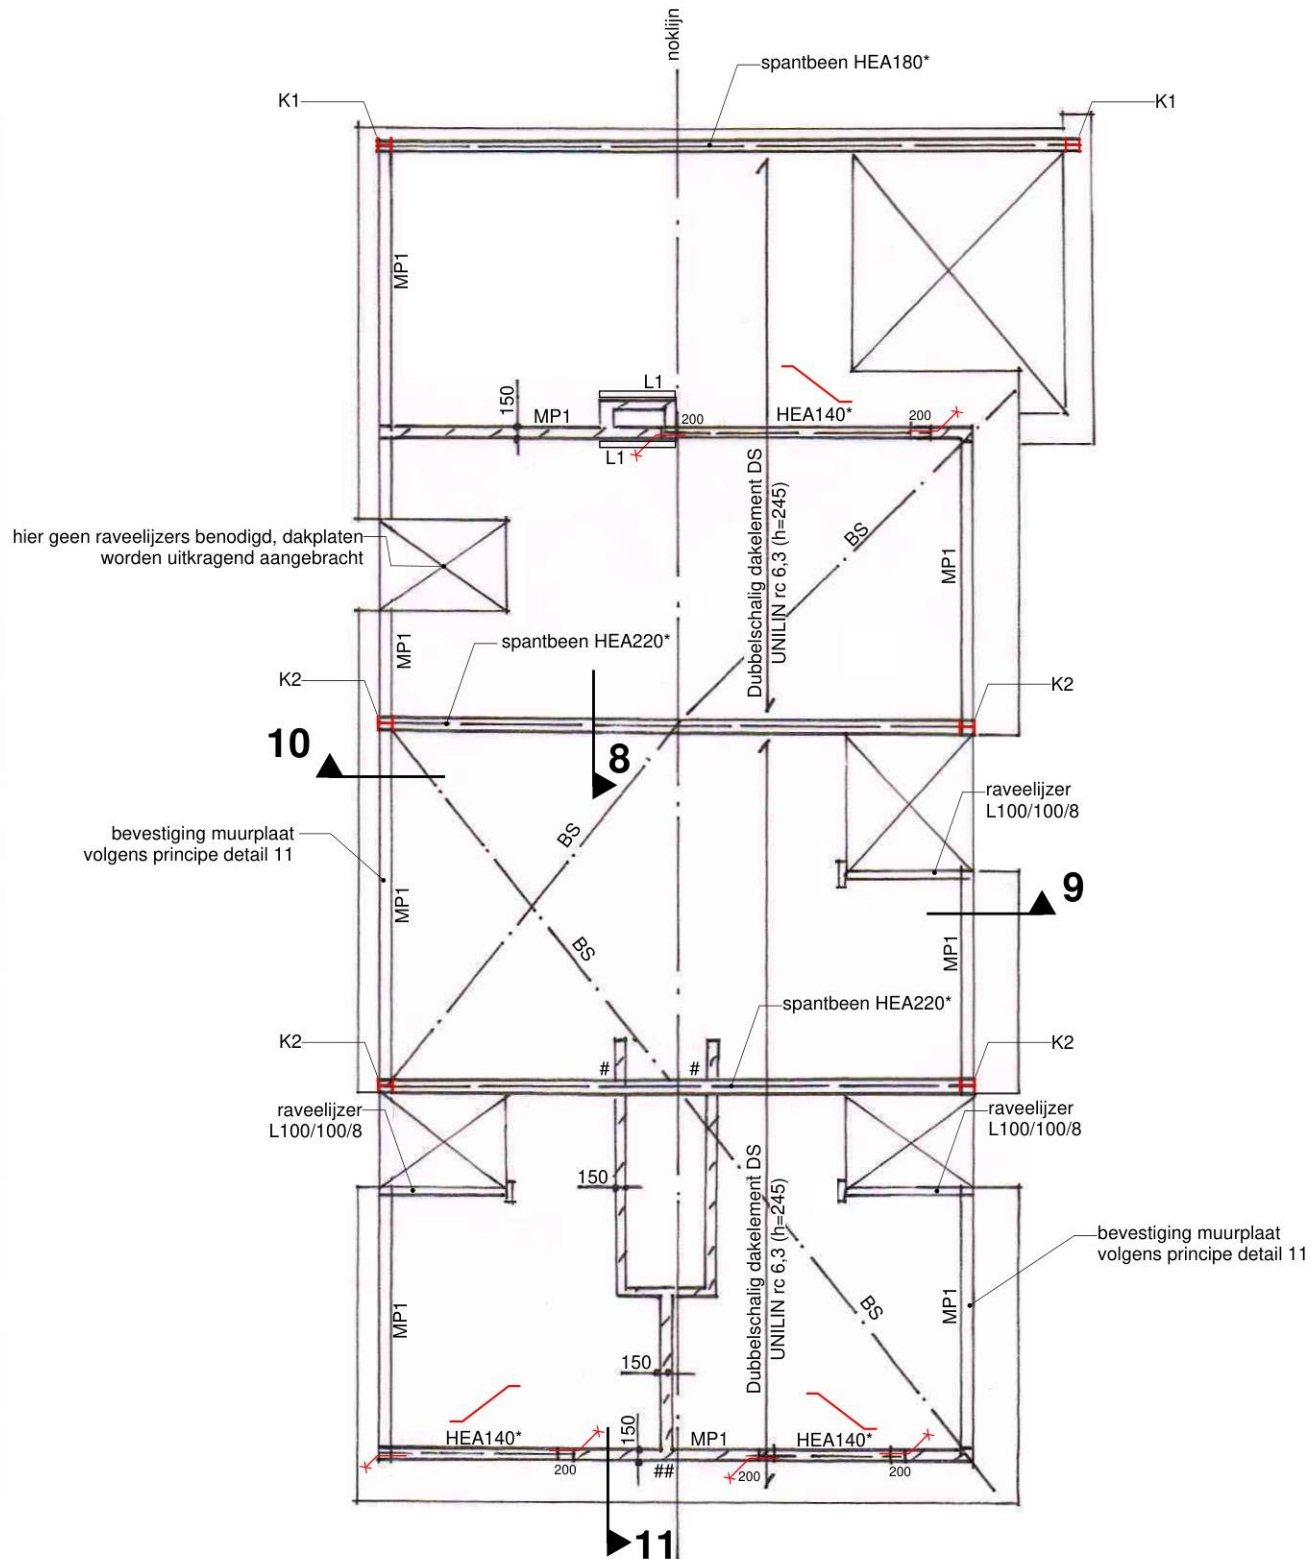 noklijn
spantbeen HEA180*
K1
K1
MP1
L1
150
MP1
200
HEA140*
200
L1
hier geen raveelijzers benodigd, dakplaten
worden uitkragend aangebracht
Dubbelschalig dakelement DS
UNILIN rc 6,3 (h=245)
BS
MP1
MP1
spantbeen HEA220*
K2
K2
10
8
raveelijzer
L100/100/8
bevestiging muurplaat
volgens principe detail 11
BS
9
MP1
BS
MP1
spantbeen HEA220*
K2
K2
#
#
raveelijzer
L100/100/8
raveelijzer
L100/100/8
150
Dubbelschalig dakelement DS
UNILIN rc 6,3 (h=245)
bevestiging muurplaat
volgens principe detail 11
MP1
BS
MP1
150
HEA140*
150
MP1
HEA140*
200
##
200
200
11